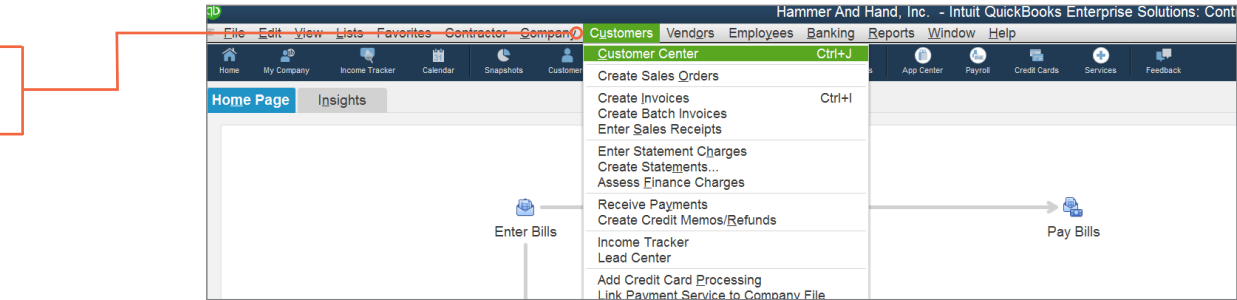 Hammer And Hand, Inc. - Intuit QuickBooks Enterprise Solutions: Cont
File Edit View Lists Favorites Contractor Company Customers Vendors Employees Banking Reports Window Help
Home My Company Income Tracker Calendar Snapshots Customer s App Center Payroll Credit Cards Services Feedback
Home Page Insights
Customer Center Ctrl+J
Create Sales Orders
Create Invoices Ctrl+I
Create Batch Invoices
Enter Sales Receipts
Enter Statement Charges
Create Statements...
Assess Finance Charges
Receive Payments
Create Credit Memos/Refunds
Income Tracker
Lead Center
Add Credit Card Processing
Link Payment Service to Company File
Enter Bills
Pay Bills